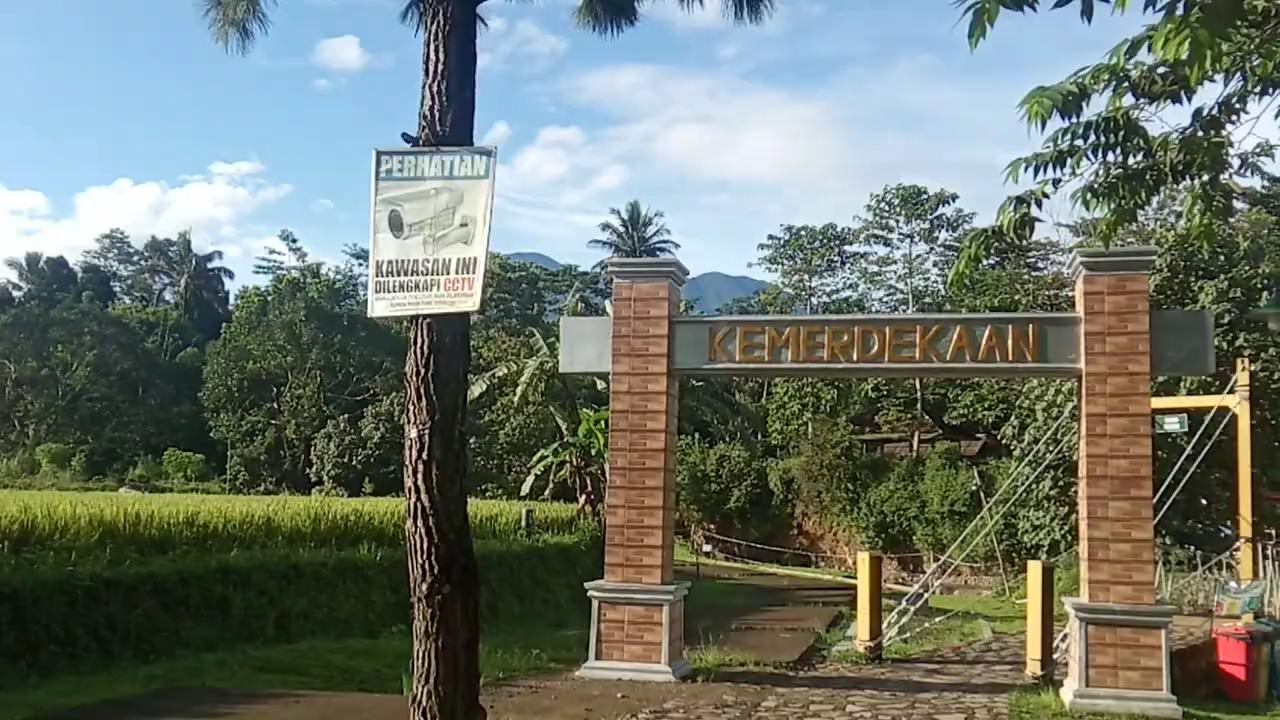 PERHATIAN
KAWASAN INI
DILENGKAPI CCTV
KEMERDEKAAN